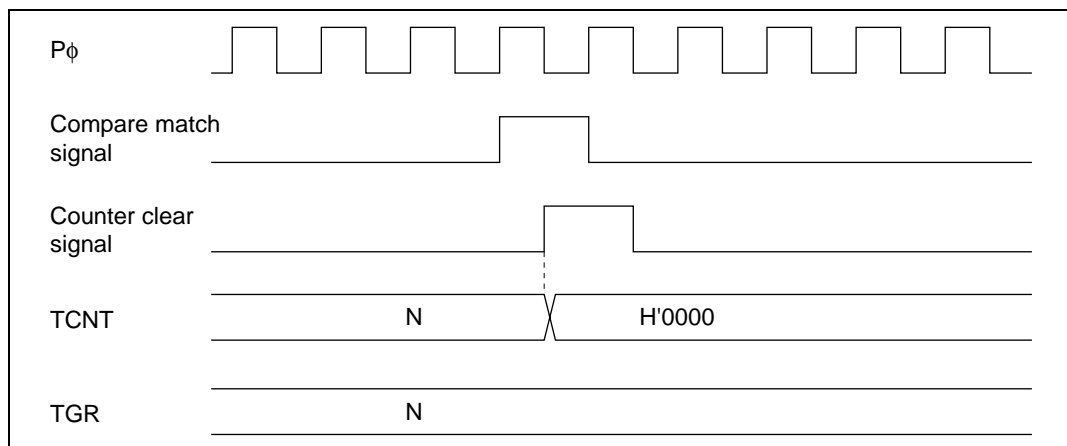 Pϕ
Compare match
signal
Counter clear
signal
TCNT
N
H'0000
TGR
N